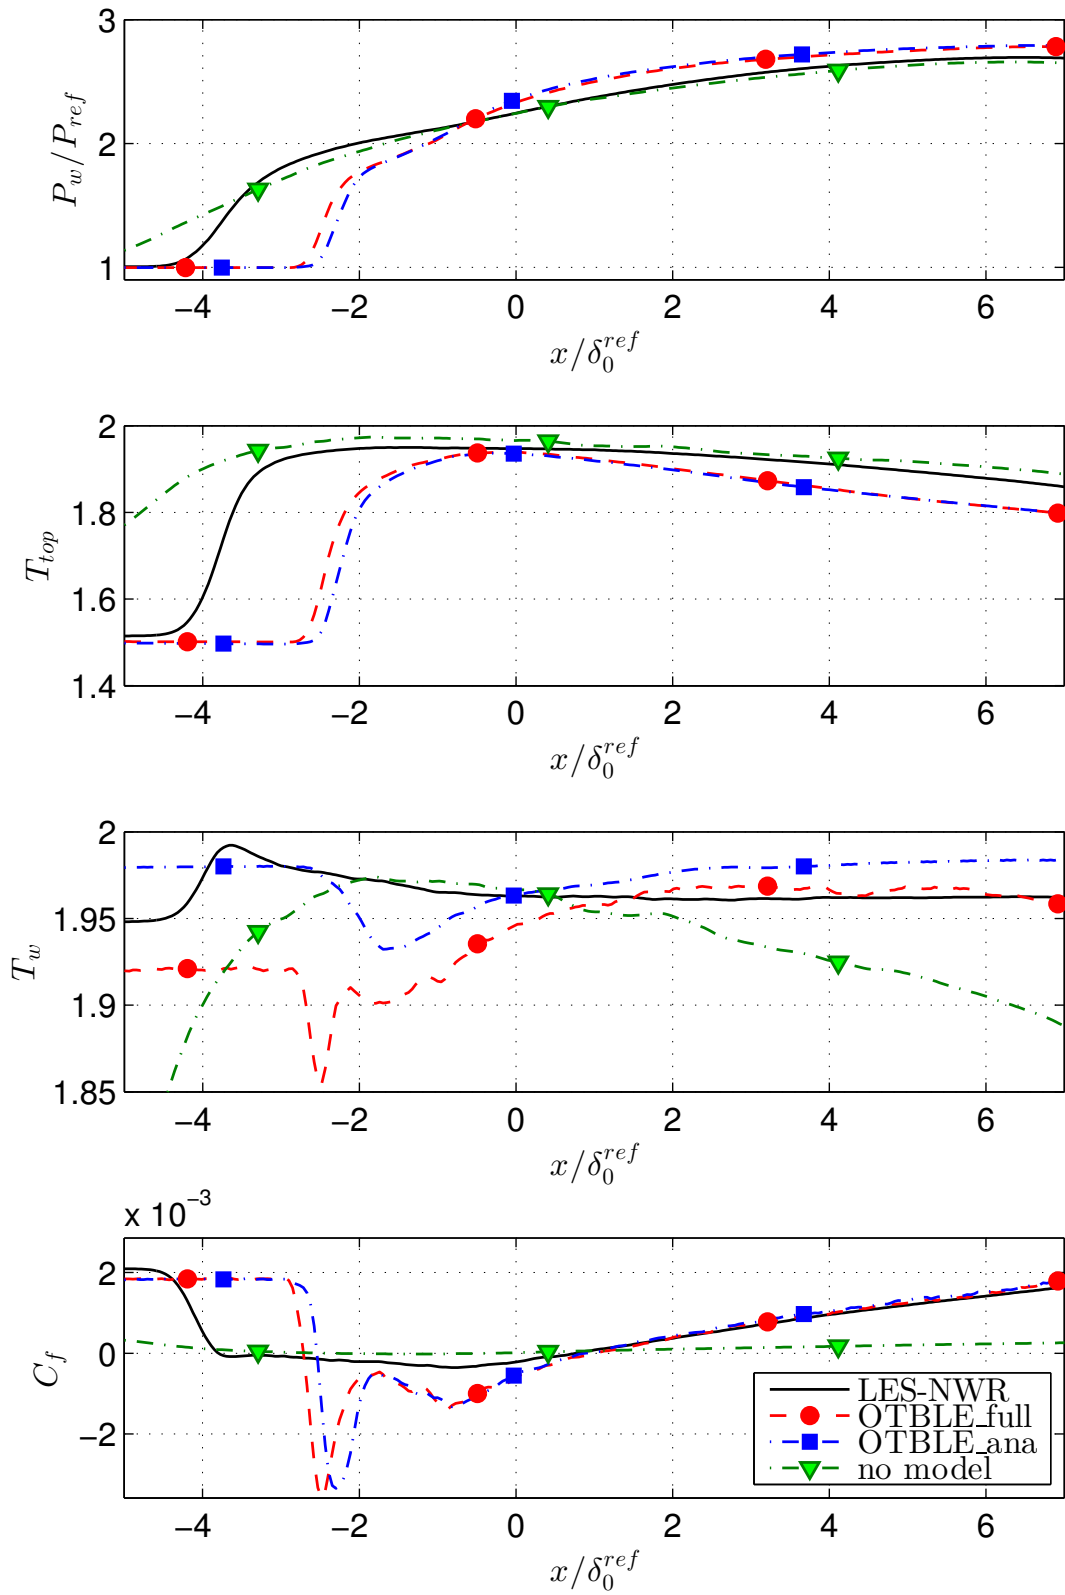 3
2
1
P_w/P_ref
−4 −2 0 2 4 6
x/δ_0^{ref}
2
1.8
1.6
1.4
T_top
−4 −2 0 2 4 6
x/δ_0^{ref}
2
1.95
1.9
1.85
T_w
−4 −2 0 2 4 6
x/δ_0^{ref}
x 10^{−3}
2
0
−2
C_f
LES-NWR
OTBLE_full
OTBLE_ana
no model
−4 −2 0 2 4 6
x/δ_0^{ref}